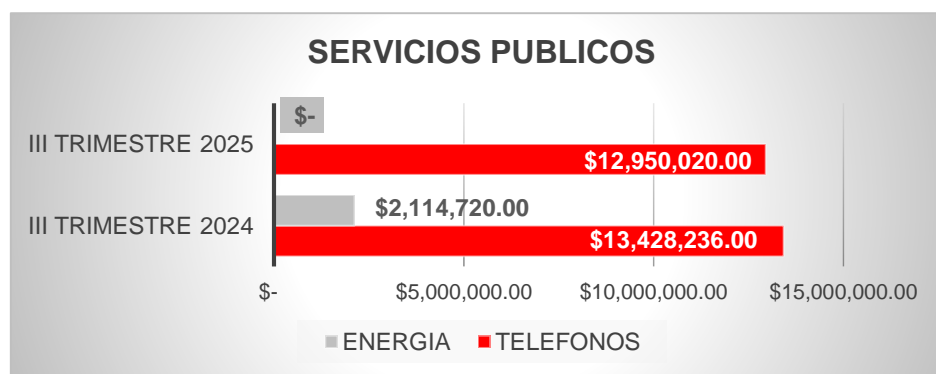 SERVICIOS PUBLICOS
$-
III TRIMESTRE 2025
$12,950,020.00
$2,114,720.00
III TRIMESTRE 2024
$13,428,236.00
$- $5,000,000.00 $10,000,000.00 $15,000,000.00
ENERGIA TELEFONOS